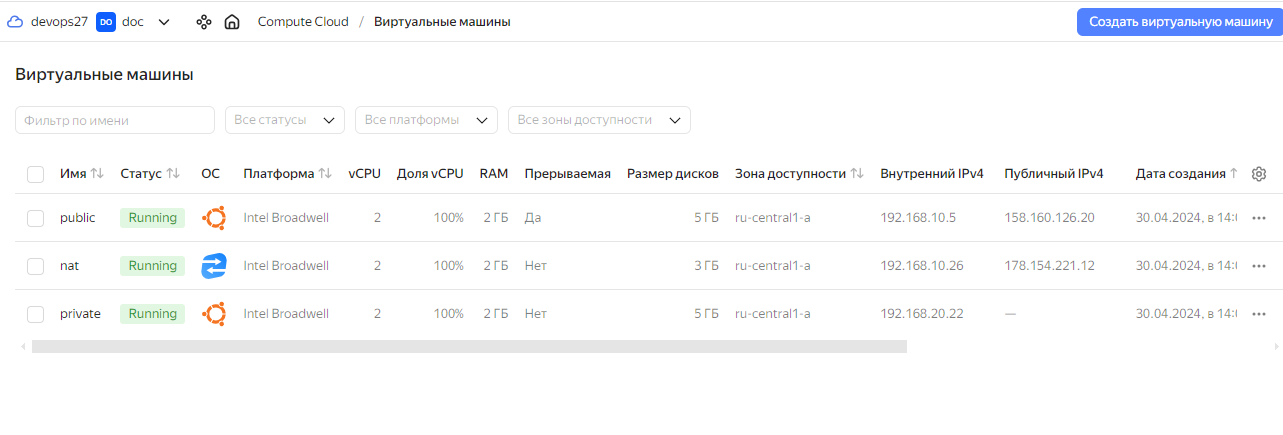 devops27 DO doc Compute Cloud / Виртуальные машины Создать виртуальную машину
Виртуальные машины
Фильтр по имени Все статусы Все платформы Все зоны доступности
Имя Статус ОС Платформа vCPU Доля vCPU RAM Прерываемая Размер дисков Зона доступности Внутренний IPv4 Публичный IPv4 Дата создания
public Running Intel Broadwell 2 100% 2 ГБ Да 5 ГБ ru-central1-a 192.168.10.5 158.160.126.20 30.04.2024, в 14:
nat Running Intel Broadwell 2 100% 2 ГБ Нет 3 ГБ ru-central1-a 192.168.10.26 178.154.221.12 30.04.2024, в 14:
private Running Intel Broadwell 2 100% 2 ГБ Нет 5 ГБ ru-central1-a 192.168.20.22 — 30.04.2024, в 14: